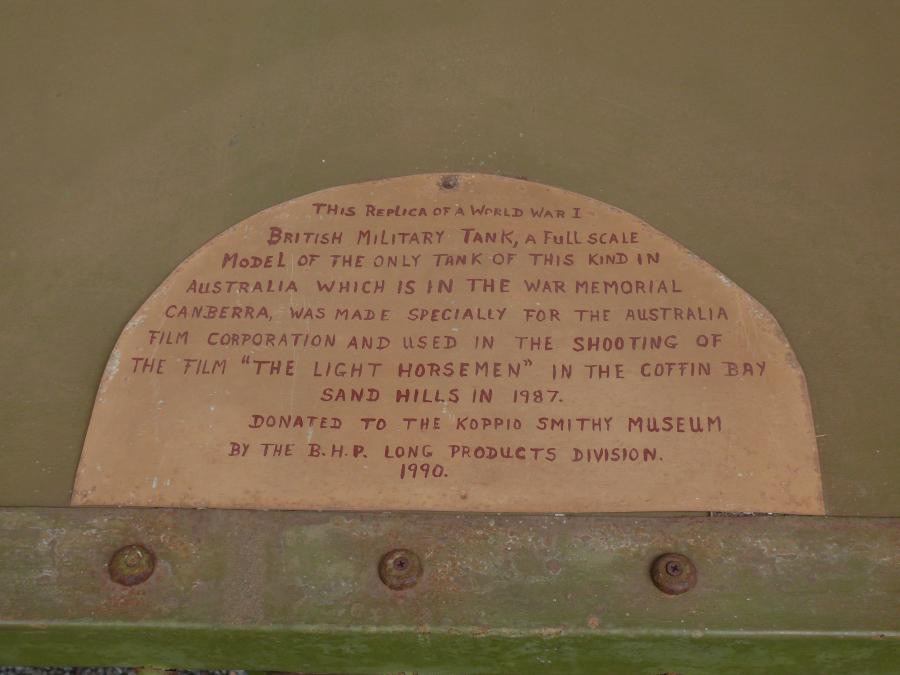 THIS REPLICA OF A WORLD WAR I
BRITISH MILITARY TANK, A FULL SCALE
MODEL OF THE ONLY TANK OF THIS KIND IN
AUSTRALIA WHICH IS IN THE WAR MEMORIAL
CANBERRA, WAS MADE SPECIALLY FOR THE AUSTRALIA
FILM CORPORATION AND USED IN THE SHOOTING OF
THE FILM "THE LIGHT HORSEMEN" IN THE COFFIN BAY
SAND HILLS IN 1987.
DONATED TO THE KOPPIO SMITHY MUSEUM
BY THE B.H.P. LONG PRODUCTS DIVISION.
1990.